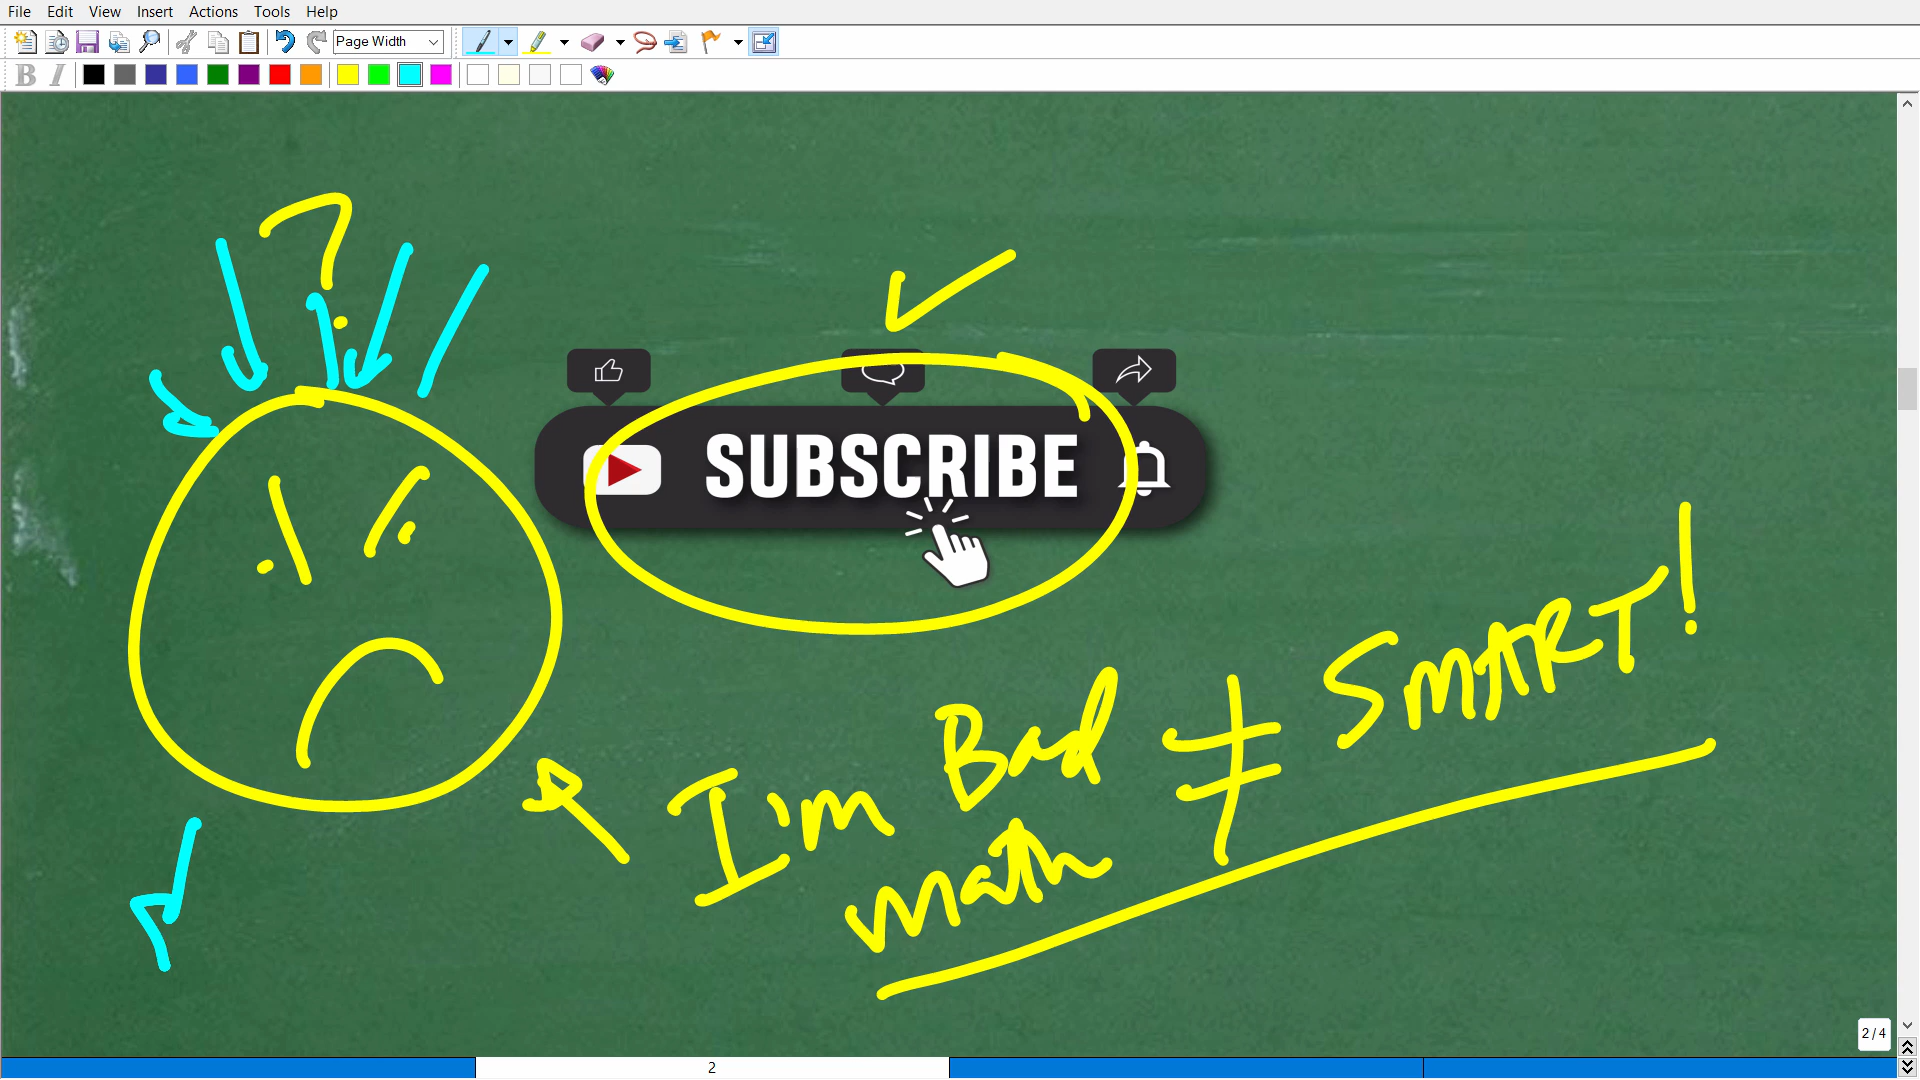 File Edit View Insert Actions Tools Help
Page Width
B I
?
SUBSCRIBE
I'm Bad ≠ SMART!
math
2/4
2